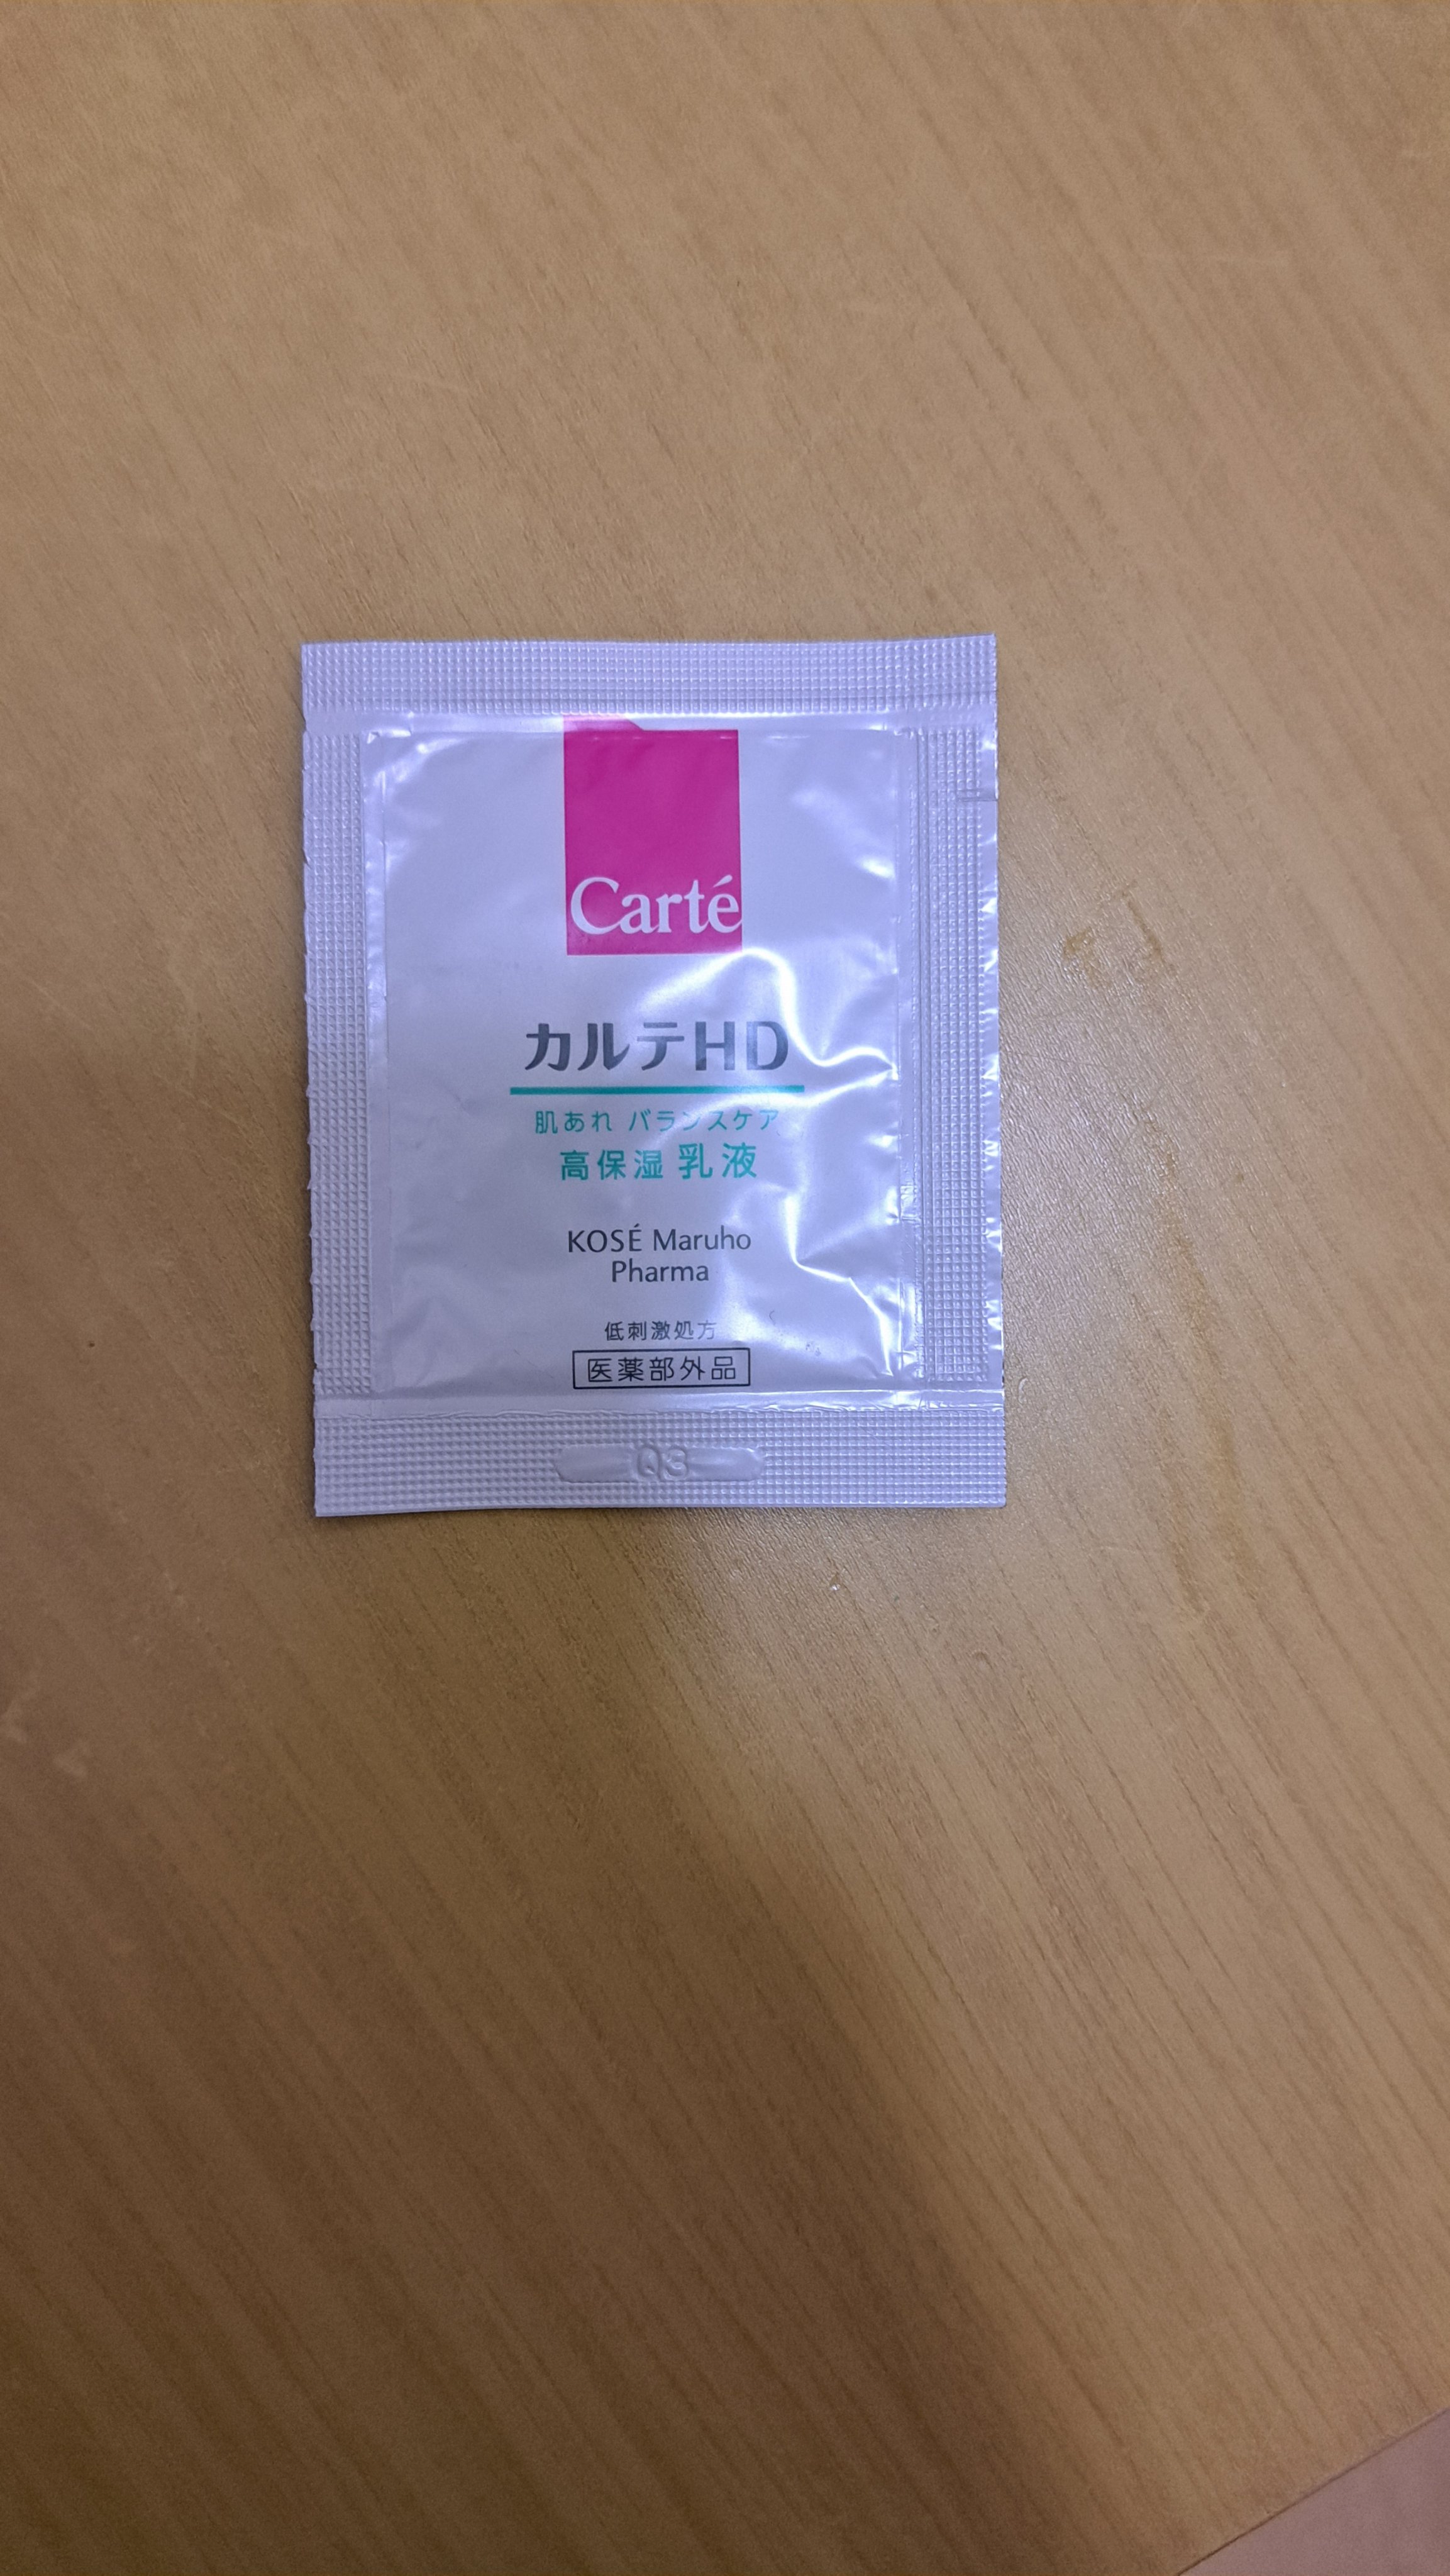 Carté
カルテHD
肌あれ バランスケア
高保湿 乳液
KOSÉ Maruho
Pharma
低刺激処方
医薬部外品
Q3